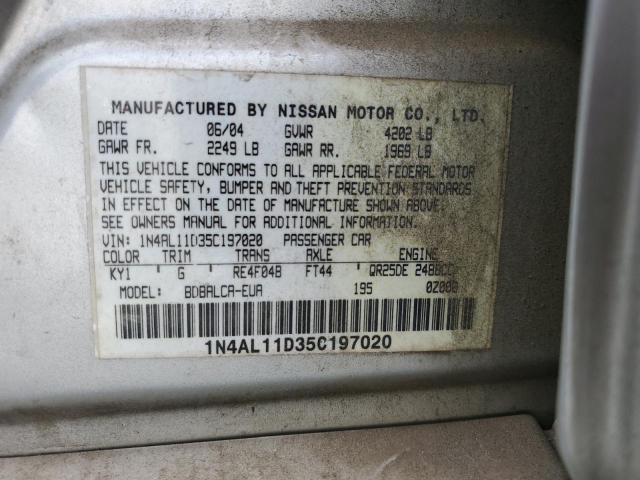 MANUFACTURED BY NISSAN MOTOR CO., LTD.
DATE 06/04 GVWR 4202 LB
GAWR FR. 2249 LB GAWR RR. 1969 LB
THIS VEHICLE CONFORMS TO ALL APPLICABLE FEDERAL MOTOR
VEHICLE SAFETY, BUMPER AND THEFT PREVENTION STANDARDS
IN EFFECT ON THE DATE OF MANUFACTURE SHOWN ABOVE.
SEE OWNERS MANUAL FOR ADDITIONAL INFORMATION.
VIN: 1N4AL11D35C197020 PASSENGER CAR
COLOR TRIM TRANS AXLE ENGINE
KY1 G RE4F04B FT44 QR25DE 2488CC
MODEL: BDBALCA-EUA 195
1N4AL11D35C197020